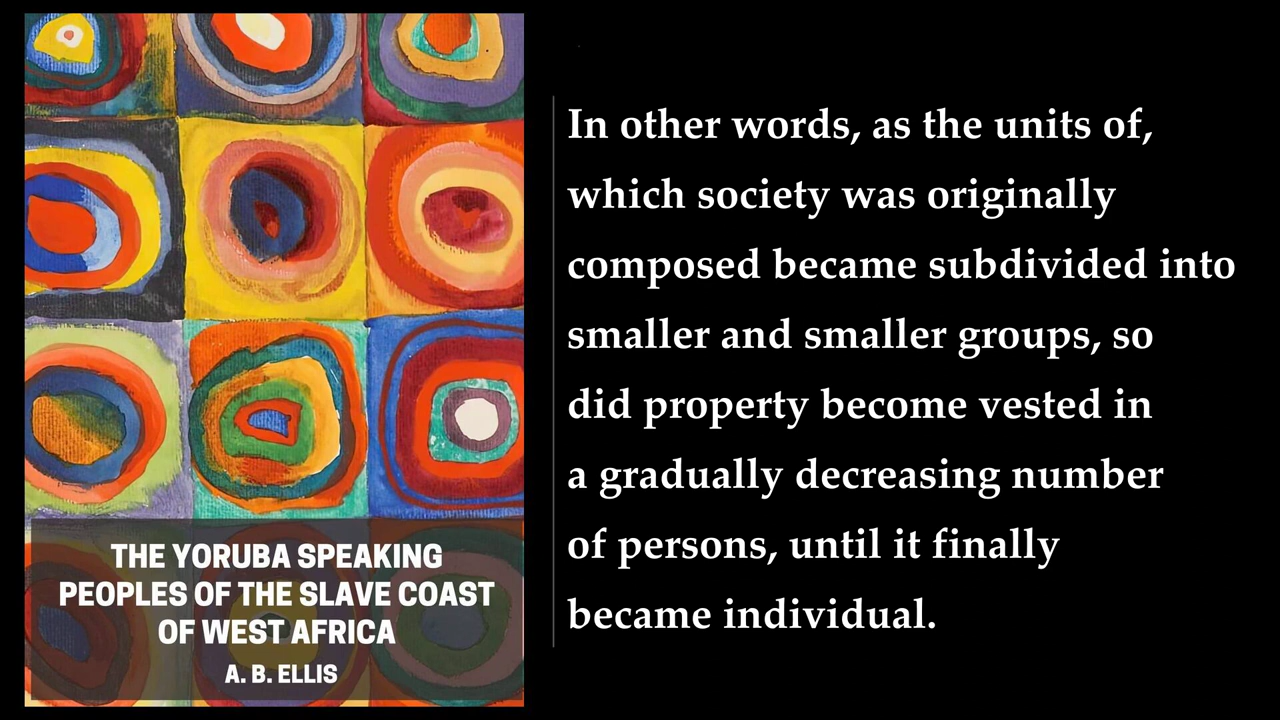 THE YORUBA SPEAKING
PEOPLES OF THE SLAVE COAST
OF WEST AFRICA
A. B. ELLIS
In other words, as the units of,
which society was originally
composed became subdivided into
smaller and smaller groups, so
did property become vested in
a gradually decreasing number
of persons, until it finally
became individual.